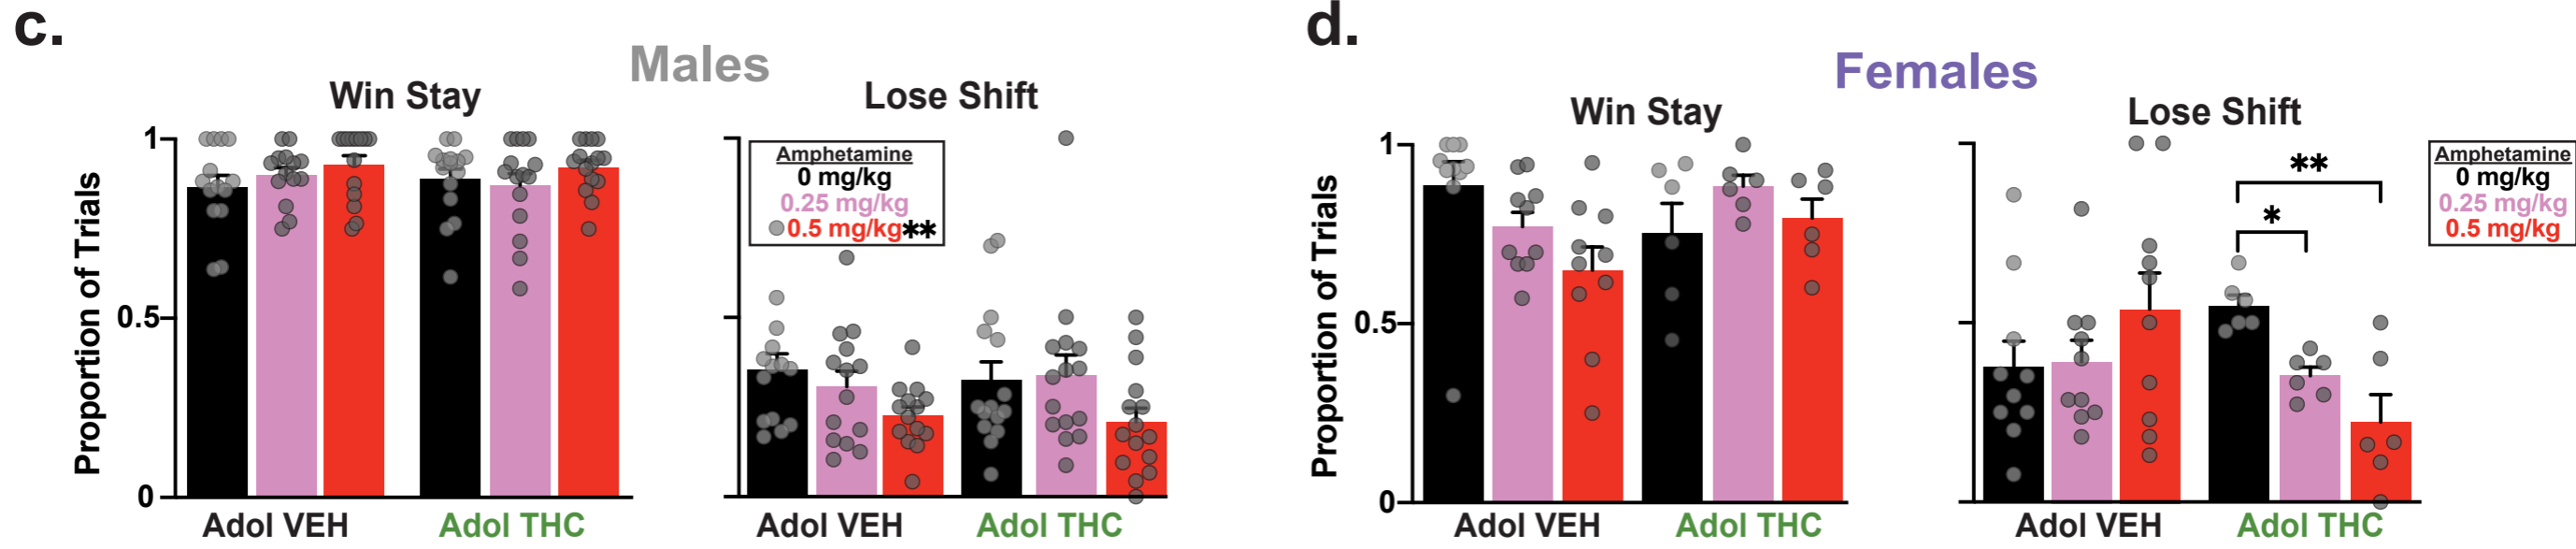 c.
Males
Win Stay
Lose Shift
Proportion of Trials
1
0.5
0
Amphetamine
0 mg/kg
0.25 mg/kg
0.5 mg/kg**
Adol VEH
Adol THC
Adol VEH
Adol THC
d.
Females
Win Stay
Lose Shift
Proportion of Trials
1
0.5
0
**
*
Amphetamine
0 mg/kg
0.25 mg/kg
0.5 mg/kg
Adol VEH
Adol THC
Adol VEH
Adol THC